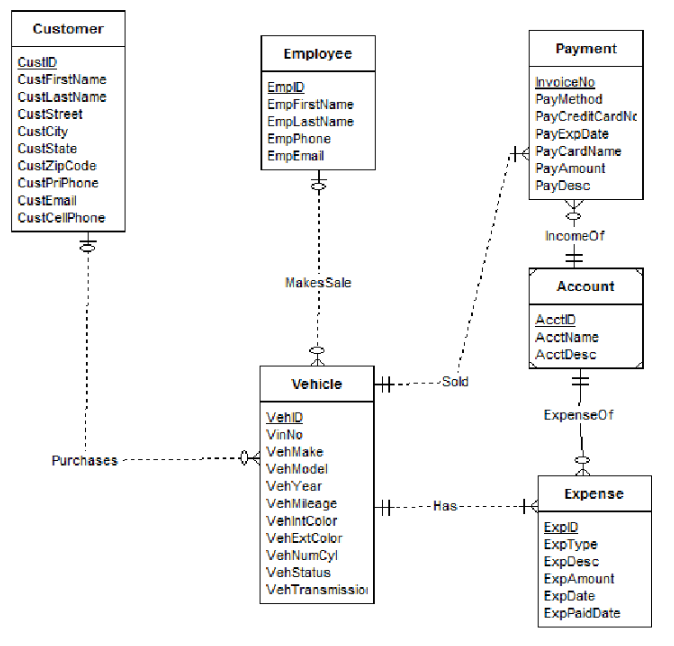 Customer
CustID
CustFirstName
CustLastName
CustStreet
CustCity
CustState
CustZipCode
CustPriPhone
CustEmail
CustCellPhone
Employee
EmpID
EmpFirstName
EmpLastName
EmpPhone
EmpEmail
Payment
InvoiceNo
PayMethod
PayCreditCardNo
PayExpDate
PayCardName
PayAmount
PayDesc
IncomeOf
MakesSale
Account
AcctID
AcctName
AcctDesc
Sold
ExpenseOf
Purchases
Vehicle
VehID
VinNo
VehMake
VehModel
VehYear
VehMileage
VehIntColor
VehExtColor
VehNumCyl
VehStatus
VehTransmission
Has
Expense
ExpID
ExpType
ExpDesc
ExpAmount
ExpDate
ExpPaidDate